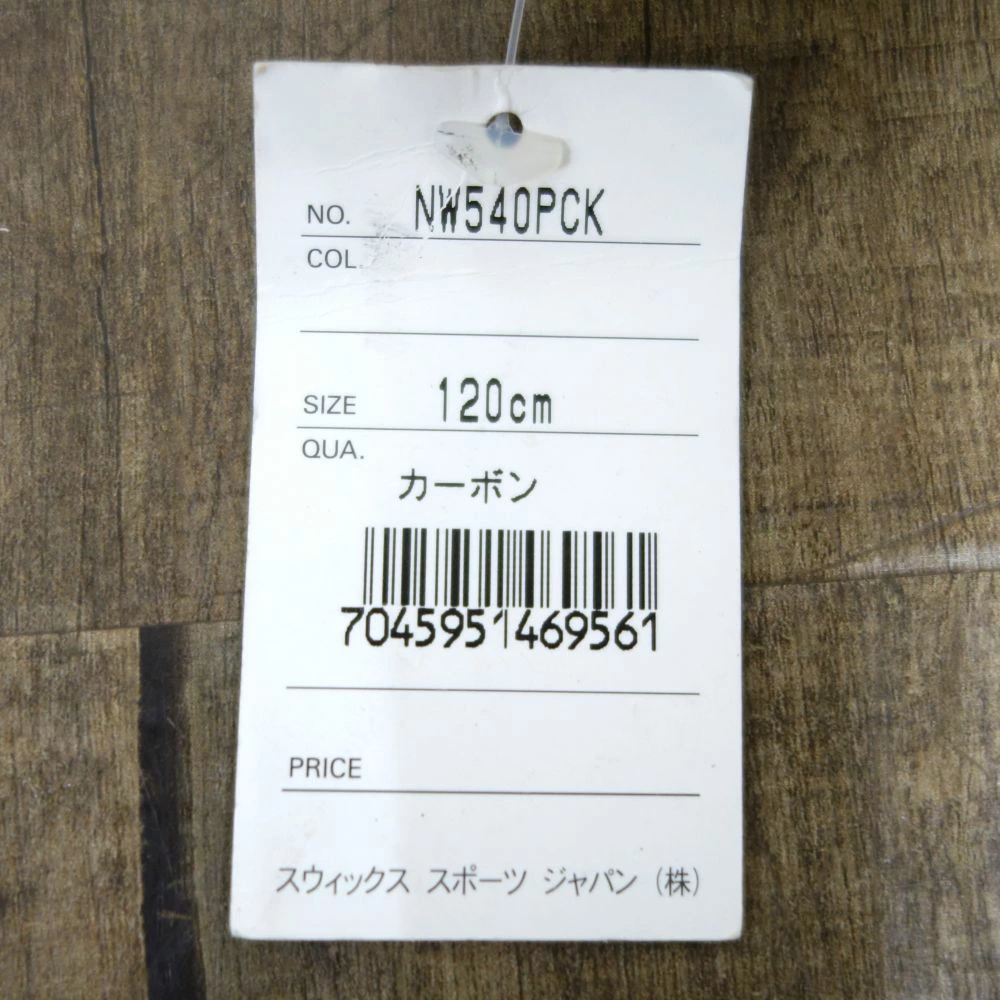 NO. NW540PCK
COL.
SIZE 120cm
QUA.
カーボン
7045951469561
PRICE
スウィックス スポーツ ジャパン (株)